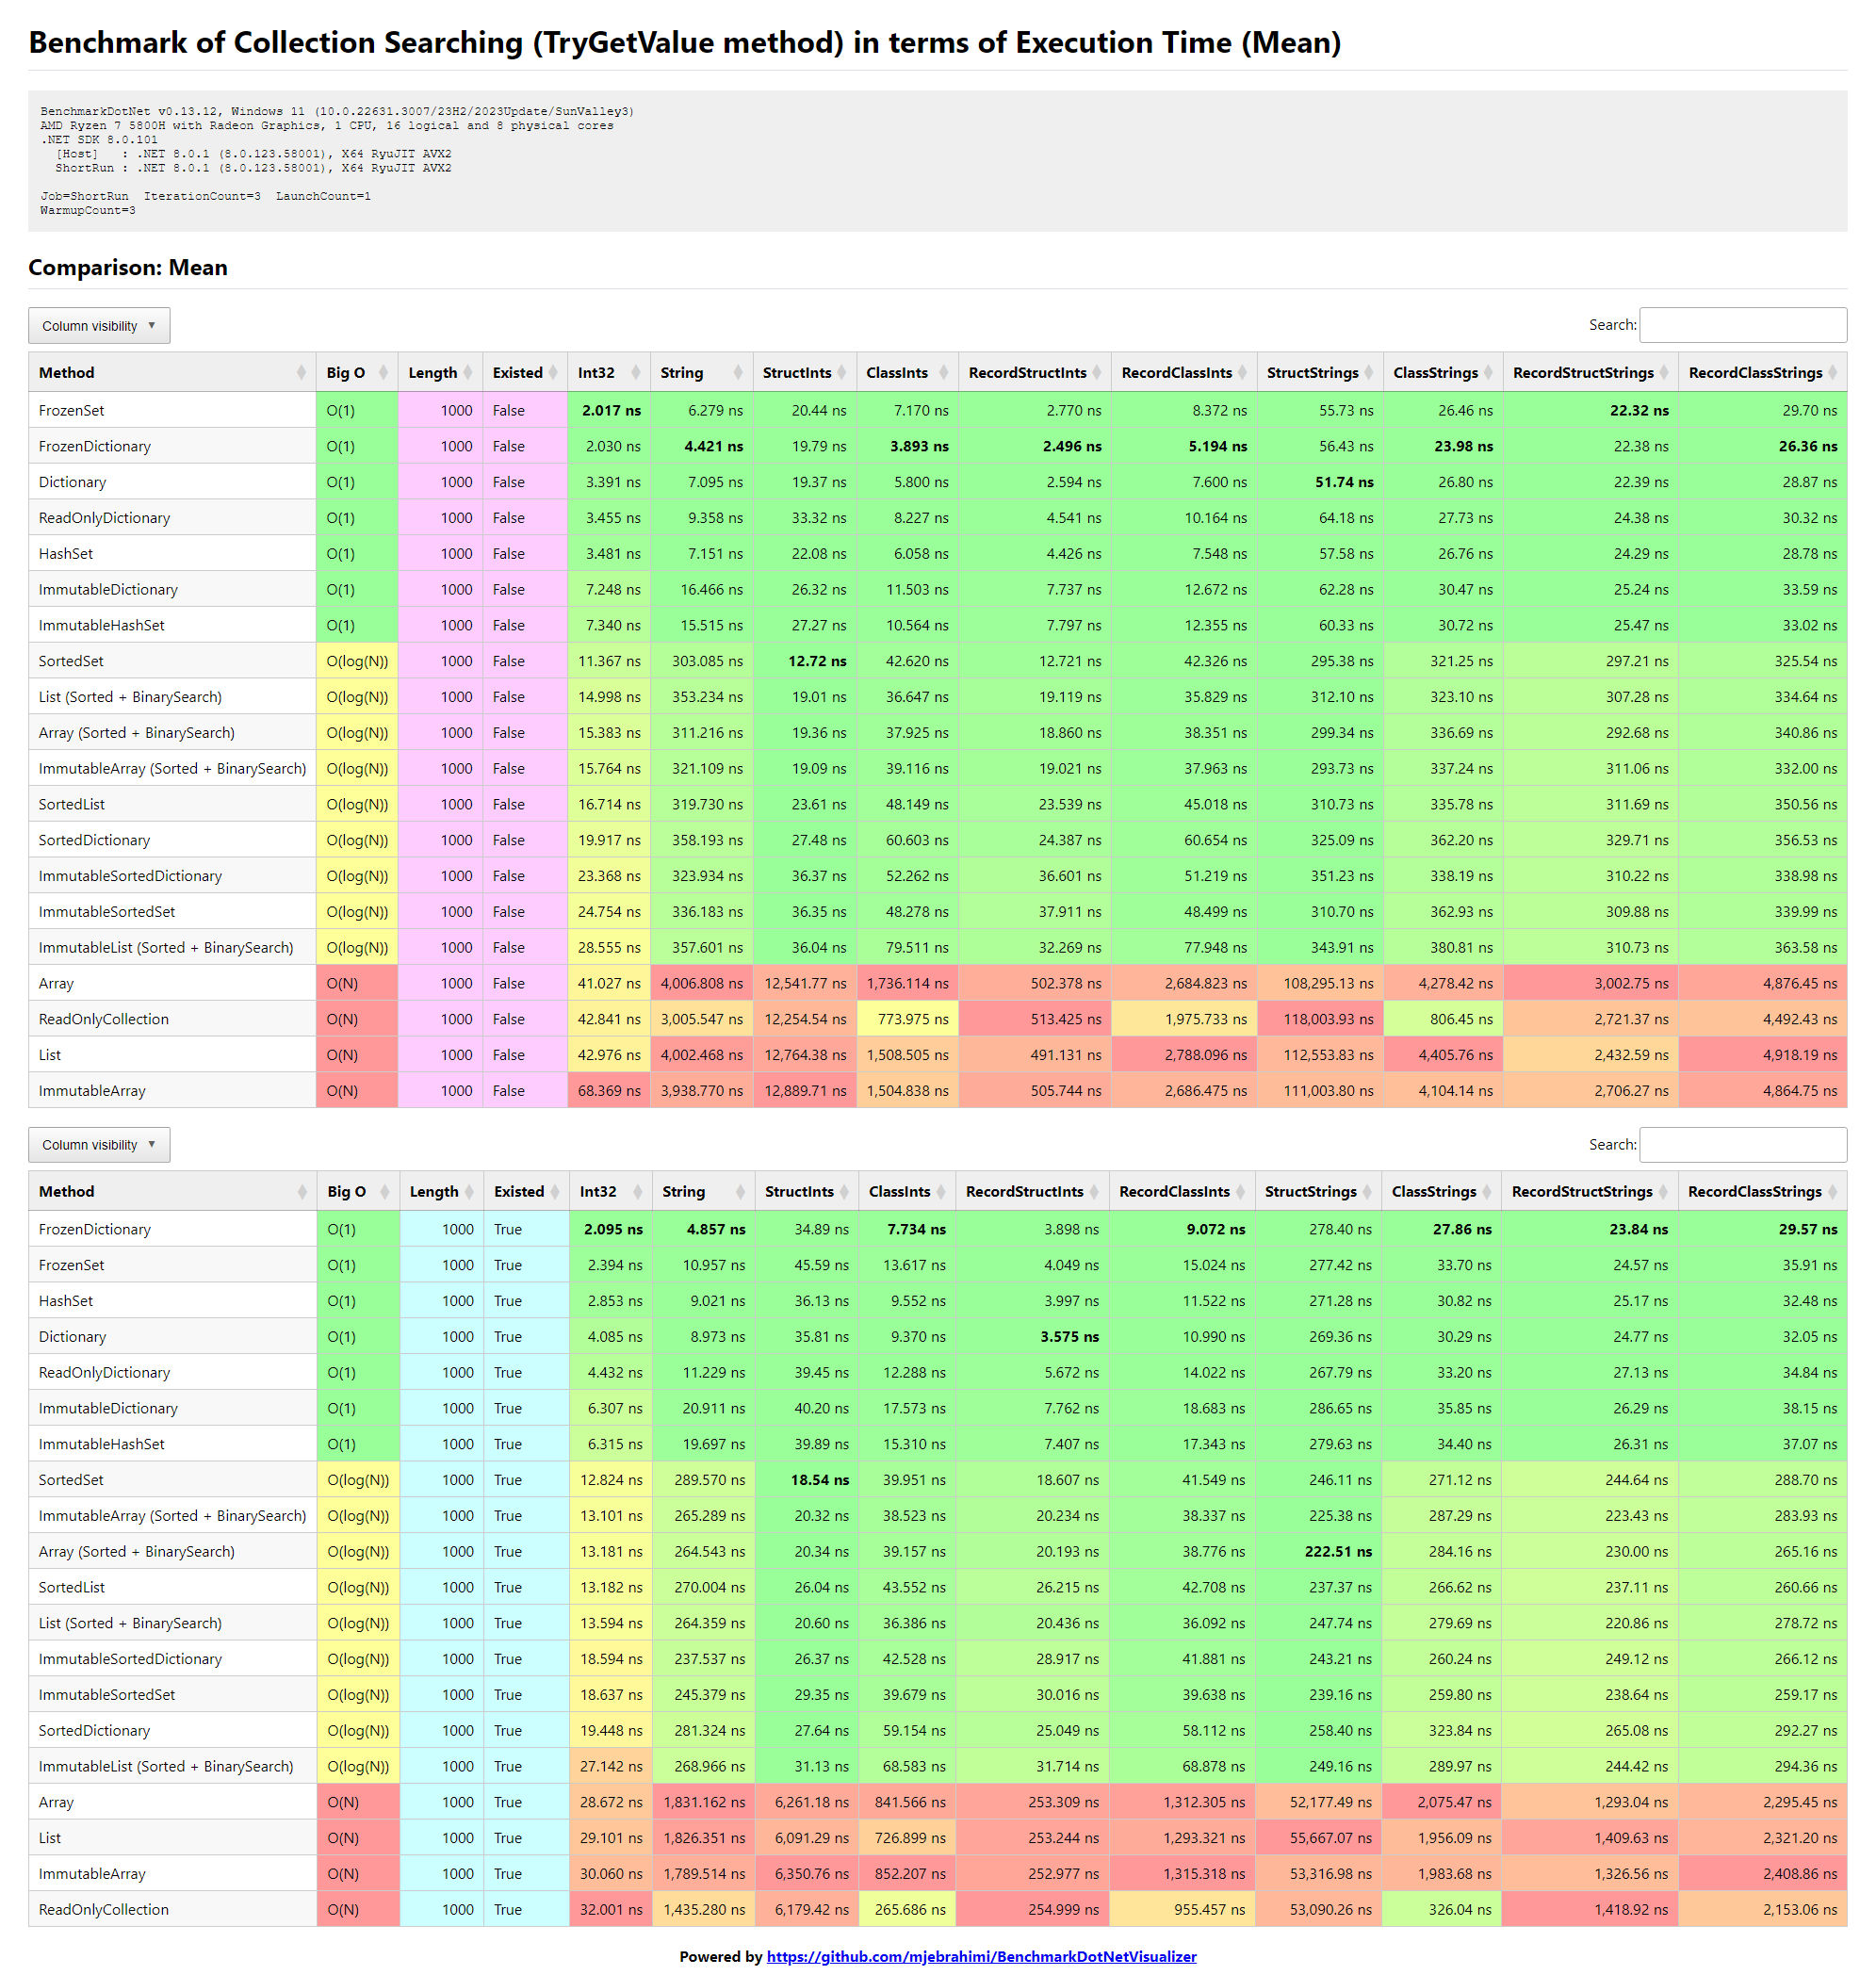 Benchmark of Collection Searching (TryGetValue method) in terms of Execution Time (Mean)
BenchmarkDotNet v0.13.12, Windows 11 (10.0.22631.3007/23H2/2023Update/SunValley3)
AMD Ryzen 7 5800H with Radeon Graphics, 1 CPU, 16 logical and 8 physical cores
.NET SDK 8.0.101
[Host] : .NET 8.0.1 (8.0.123.58001), X64 RyuJIT AVX2
ShortRun : .NET 8.0.1 (8.0.123.58001), X64 RyuJIT AVX2
Job=ShortRun IterationCount=3 LaunchCount=1
WarmupCount=3
Comparison: Mean
Column visibility ▼ Search:
Method Big O Length Existed Int32 String StructInts ClassInts RecordStructInts RecordClassInts StructStrings ClassStrings RecordStructStrings RecordClassStrings
FrozenSet O(1) 1000 False 2.017 ns 6.279 ns 20.44 ns 7.170 ns 2.770 ns 8.372 ns 55.73 ns 26.46 ns 22.32 ns 29.70 ns
FrozenDictionary O(1) 1000 False 2.030 ns 4.421 ns 19.79 ns 3.893 ns 2.496 ns 5.194 ns 56.43 ns 23.98 ns 22.38 ns 26.36 ns
Dictionary O(1) 1000 False 3.391 ns 7.095 ns 19.37 ns 5.800 ns 2.594 ns 7.600 ns 51.74 ns 26.80 ns 22.39 ns 28.87 ns
ReadOnlyDictionary O(1) 1000 False 3.455 ns 9.358 ns 33.32 ns 8.227 ns 4.541 ns 10.164 ns 64.18 ns 27.73 ns 24.38 ns 30.32 ns
HashSet O(1) 1000 False 3.481 ns 7.151 ns 22.08 ns 6.058 ns 4.426 ns 7.548 ns 57.58 ns 26.76 ns 24.29 ns 28.78 ns
ImmutableDictionary O(1) 1000 False 7.248 ns 16.466 ns 26.32 ns 11.503 ns 7.737 ns 12.672 ns 62.28 ns 30.47 ns 25.24 ns 33.59 ns
ImmutableHashSet O(1) 1000 False 7.340 ns 15.515 ns 27.27 ns 10.564 ns 7.797 ns 12.355 ns 60.33 ns 30.72 ns 25.47 ns 33.02 ns
SortedSet O(log(N)) 1000 False 11.367 ns 303.085 ns 12.72 ns 42.620 ns 12.721 ns 42.326 ns 295.38 ns 321.25 ns 297.21 ns 325.54 ns
List (Sorted + BinarySearch) O(log(N)) 1000 False 14.998 ns 353.234 ns 19.01 ns 36.647 ns 19.119 ns 35.829 ns 312.10 ns 323.10 ns 307.28 ns 334.64 ns
Array (Sorted + BinarySearch) O(log(N)) 1000 False 15.383 ns 311.216 ns 19.36 ns 37.925 ns 18.860 ns 38.351 ns 299.34 ns 336.69 ns 292.68 ns 340.86 ns
ImmutableArray (Sorted + BinarySearch) O(log(N)) 1000 False 15.764 ns 321.109 ns 19.09 ns 39.116 ns 19.021 ns 37.963 ns 293.73 ns 337.24 ns 311.06 ns 332.00 ns
SortedList O(log(N)) 1000 False 16.714 ns 319.730 ns 23.61 ns 48.149 ns 23.539 ns 45.018 ns 310.73 ns 335.78 ns 311.69 ns 350.56 ns
SortedDictionary O(log(N)) 1000 False 19.917 ns 358.193 ns 27.48 ns 60.603 ns 24.387 ns 60.654 ns 325.09 ns 362.20 ns 329.71 ns 356.53 ns
ImmutableSortedDictionary O(log(N)) 1000 False 23.368 ns 323.934 ns 36.37 ns 52.262 ns 36.601 ns 51.219 ns 351.23 ns 338.19 ns 310.22 ns 338.98 ns
ImmutableSortedSet O(log(N)) 1000 False 24.754 ns 336.183 ns 36.35 ns 48.278 ns 37.911 ns 48.499 ns 310.70 ns 362.93 ns 309.88 ns 339.99 ns
ImmutableList (Sorted + BinarySearch) O(log(N)) 1000 False 28.555 ns 357.601 ns 36.04 ns 79.511 ns 32.269 ns 77.948 ns 343.91 ns 380.81 ns 310.73 ns 363.58 ns
Array O(N) 1000 False 41.027 ns 4,006.808 ns 12,541.77 ns 1,736.114 ns 502.378 ns 2,684.823 ns 108,295.13 ns 4,278.42 ns 3,002.75 ns 4,876.45 ns
ReadOnlyCollection O(N) 1000 False 42.841 ns 3,005.547 ns 12,254.54 ns 773.975 ns 513.425 ns 1,975.733 ns 118,003.93 ns 806.45 ns 2,721.37 ns 4,492.43 ns
List O(N) 1000 False 42.976 ns 4,002.468 ns 12,764.38 ns 1,508.505 ns 491.131 ns 2,788.096 ns 112,553.83 ns 4,405.76 ns 2,432.59 ns 4,918.19 ns
ImmutableArray O(N) 1000 False 68.369 ns 3,938.770 ns 12,889.71 ns 1,504.838 ns 505.744 ns 2,686.475 ns 111,003.80 ns 4,104.14 ns 2,706.27 ns 4,864.75 ns
Column visibility ▼ Search:
Method Big O Length Existed Int32 String StructInts ClassInts RecordStructInts RecordClassInts StructStrings ClassStrings RecordStructStrings RecordClassStrings
FrozenDictionary O(1) 1000 True 2.095 ns 4.857 ns 34.89 ns 7.734 ns 3.898 ns 9.072 ns 278.40 ns 27.86 ns 23.84 ns 29.57 ns
FrozenSet O(1) 1000 True 2.394 ns 10.957 ns 45.59 ns 13.617 ns 4.049 ns 15.024 ns 277.42 ns 33.70 ns 24.57 ns 35.91 ns
HashSet O(1) 1000 True 2.853 ns 9.021 ns 36.13 ns 9.552 ns 3.997 ns 11.522 ns 271.28 ns 30.82 ns 25.17 ns 32.48 ns
Dictionary O(1) 1000 True 4.085 ns 8.973 ns 35.81 ns 9.370 ns 3.575 ns 10.990 ns 269.36 ns 30.29 ns 24.77 ns 32.05 ns
ReadOnlyDictionary O(1) 1000 True 4.432 ns 11.229 ns 39.45 ns 12.288 ns 5.672 ns 14.022 ns 267.79 ns 33.20 ns 27.13 ns 34.84 ns
ImmutableDictionary O(1) 1000 True 6.307 ns 20.911 ns 40.20 ns 17.573 ns 7.762 ns 18.683 ns 286.65 ns 35.85 ns 26.29 ns 38.15 ns
ImmutableHashSet O(1) 1000 True 6.315 ns 19.697 ns 39.89 ns 15.310 ns 7.407 ns 17.343 ns 279.63 ns 34.40 ns 26.31 ns 37.07 ns
SortedSet O(log(N)) 1000 True 12.824 ns 289.570 ns 18.54 ns 39.951 ns 18.607 ns 41.549 ns 246.11 ns 271.12 ns 244.64 ns 288.70 ns
ImmutableArray (Sorted + BinarySearch) O(log(N)) 1000 True 13.101 ns 265.289 ns 20.32 ns 38.523 ns 20.234 ns 38.337 ns 225.38 ns 287.29 ns 223.43 ns 283.93 ns
Array (Sorted + BinarySearch) O(log(N)) 1000 True 13.181 ns 264.543 ns 20.34 ns 39.157 ns 20.193 ns 38.776 ns 222.51 ns 284.16 ns 230.00 ns 265.16 ns
SortedList O(log(N)) 1000 True 13.182 ns 270.004 ns 26.04 ns 43.552 ns 26.215 ns 42.708 ns 237.37 ns 266.62 ns 237.11 ns 260.66 ns
List (Sorted + BinarySearch) O(log(N)) 1000 True 13.594 ns 264.359 ns 20.60 ns 36.386 ns 20.436 ns 36.092 ns 247.74 ns 279.69 ns 220.86 ns 278.72 ns
ImmutableSortedDictionary O(log(N)) 1000 True 18.594 ns 237.537 ns 26.37 ns 42.528 ns 28.917 ns 41.881 ns 243.21 ns 260.24 ns 249.12 ns 266.12 ns
ImmutableSortedSet O(log(N)) 1000 True 18.637 ns 245.379 ns 29.35 ns 39.679 ns 30.016 ns 39.638 ns 239.16 ns 259.80 ns 238.64 ns 259.17 ns
SortedDictionary O(log(N)) 1000 True 19.448 ns 281.324 ns 27.64 ns 59.154 ns 25.049 ns 58.112 ns 258.40 ns 323.84 ns 265.08 ns 292.27 ns
ImmutableList (Sorted + BinarySearch) O(log(N)) 1000 True 27.142 ns 268.966 ns 31.13 ns 68.583 ns 31.714 ns 68.878 ns 249.16 ns 289.97 ns 244.42 ns 294.36 ns
Array O(N) 1000 True 28.672 ns 1,831.162 ns 6,261.18 ns 841.566 ns 253.309 ns 1,312.305 ns 52,177.49 ns 2,075.47 ns 1,293.04 ns 2,295.45 ns
List O(N) 1000 True 29.101 ns 1,826.351 ns 6,091.29 ns 726.899 ns 253.244 ns 1,293.321 ns 55,667.07 ns 1,956.09 ns 1,409.63 ns 2,321.20 ns
ImmutableArray O(N) 1000 True 30.060 ns 1,789.514 ns 6,350.76 ns 852.207 ns 252.977 ns 1,315.318 ns 53,316.98 ns 1,983.68 ns 1,326.56 ns 2,408.86 ns
ReadOnlyCollection O(N) 1000 True 32.001 ns 1,435.280 ns 6,179.42 ns 265.686 ns 254.999 ns 955.457 ns 53,090.26 ns 326.04 ns 1,418.92 ns 2,153.06 ns
Powered by https://github.com/mjebrahimi/BenchmarkDotNetVisualizer